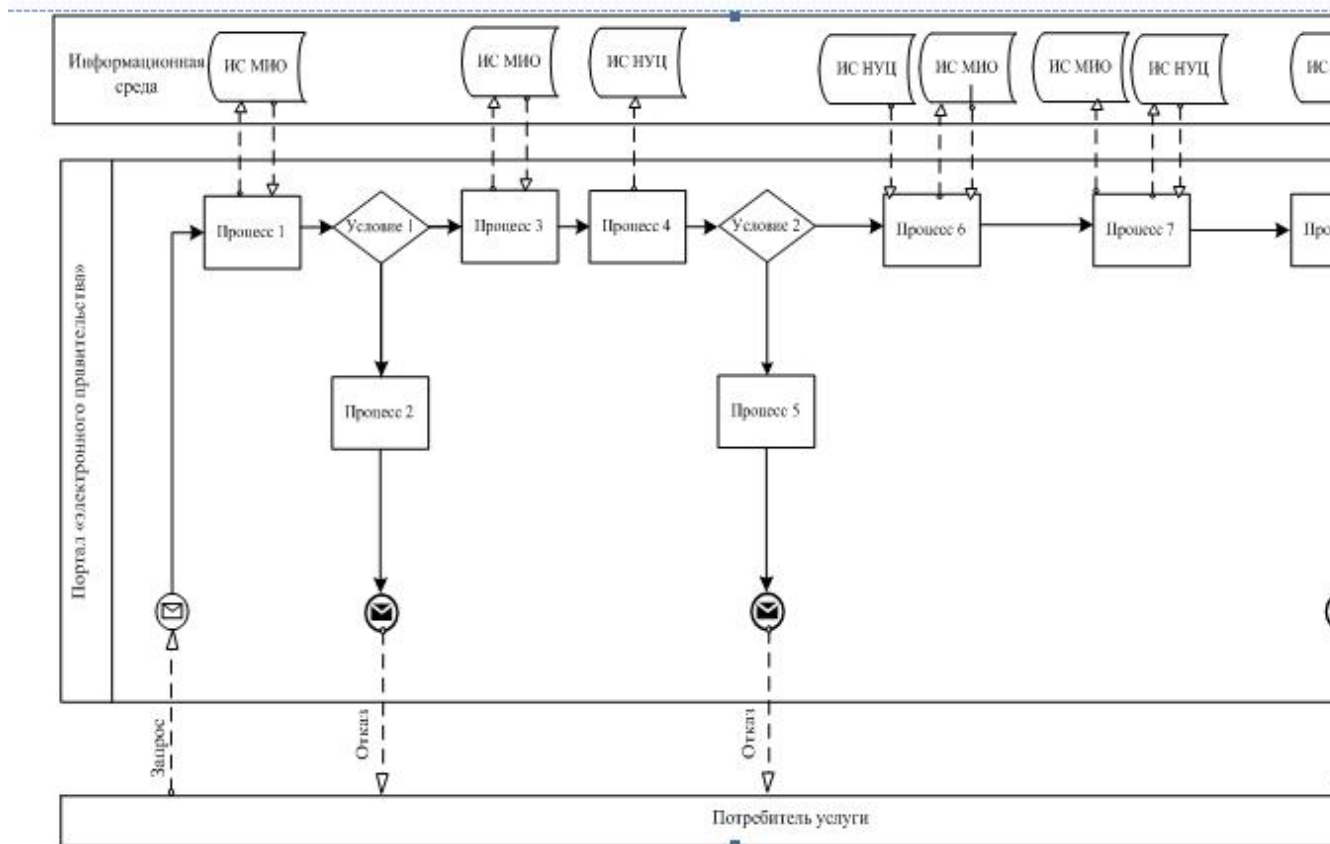 Информационная
среда
ИС МИО
ИС МИО
ИС НУЦ
ИС НУЦ
ИС МИО
ИС МИО
ИС НУЦ
ИС
Портал «электронного правительства»
Процесс 1
Условие 1
Процесс 3
Процесс 4
Условие 2
Процесс 6
Процесс 7
Про
Процесс 2
Процесс 5
Запрос
Отказ
Отказ
Потребитель услуги